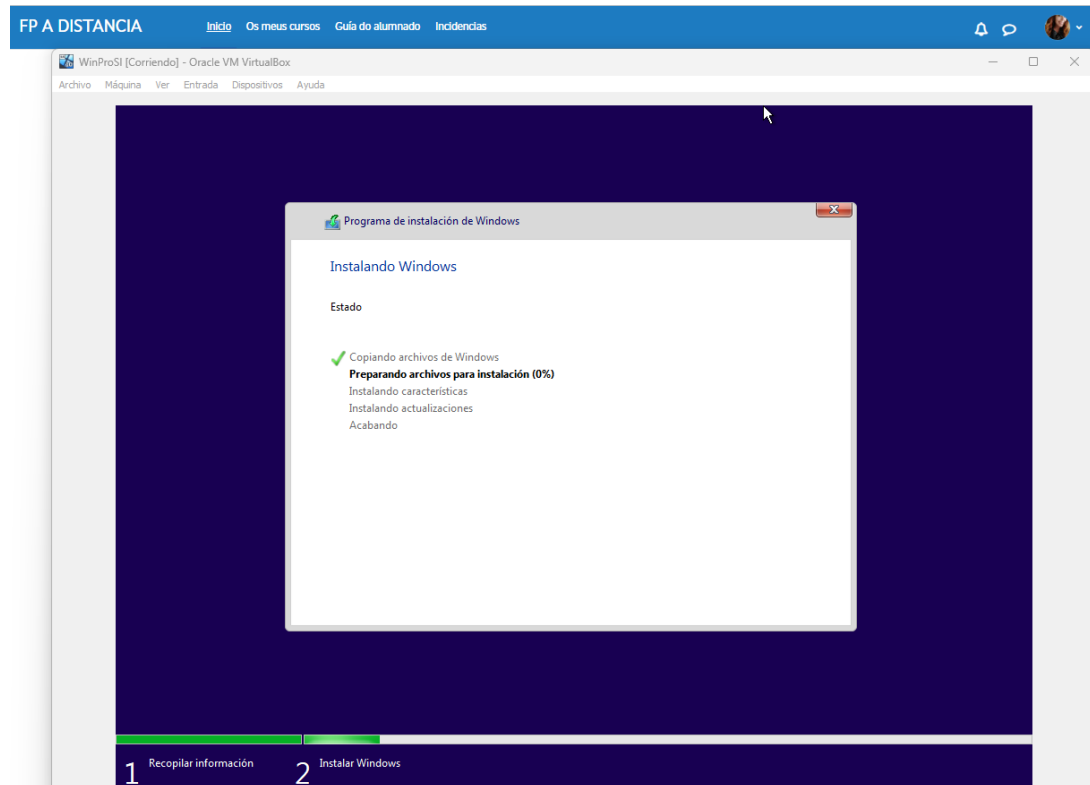 FP A DISTANCIA Inicio Os meus cursos Guía do alumnado Incidencias
WinProSI [Corriendo] - Oracle VM VirtualBox
Archivo Máquina Ver Entrada Dispositivos Ayuda
Programa de instalación de Windows
Instalando Windows
Estado
Copiando archivos de Windows
Preparando archivos para instalación (0%)
Instalando características
Instalando actualizaciones
Acabando
1 Recopilar información 2 Instalar Windows